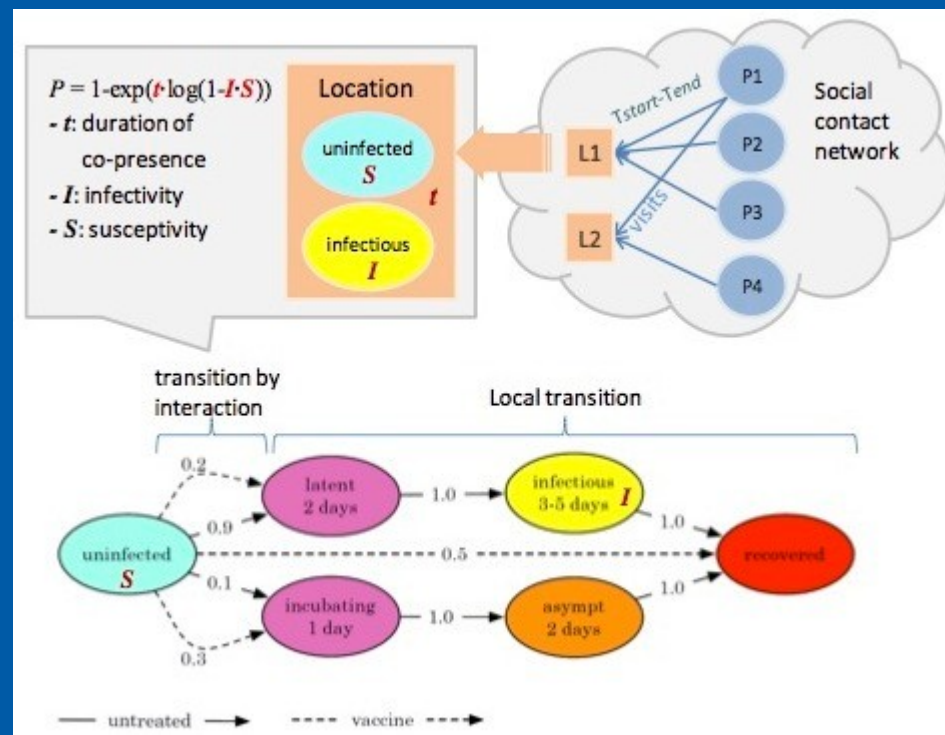 P = 1-exp(t·log(1-I·S))
- t: duration of
co-presence
- I: infectivity
- S: susceptivity
Location
uninfected
S
t
infectious
I
Tstart-Tend
visits
L1
L2
P1
P2
P3
P4
Social
contact
network
transition by
interaction
Local transition
0.2
0.9
0.1
0.3
uninfected
S
latent
2 days
1.0
infectious
3-5 days I
1.0
0.5
recovered
incubating
1 day
1.0
asympt
2 days
1.0
untreated
vaccine